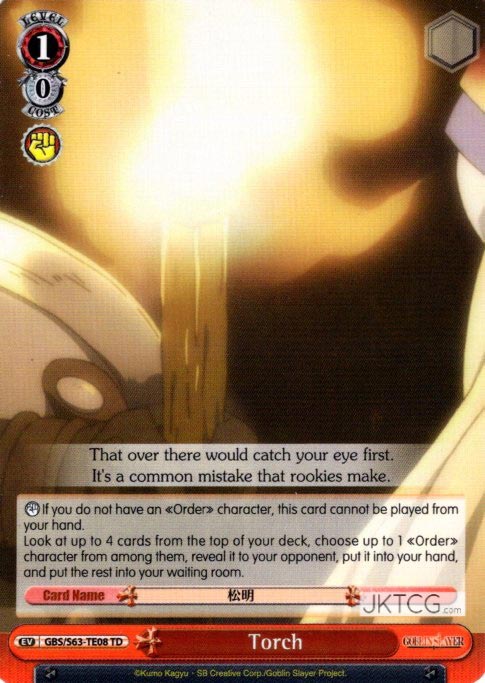 LEVEL
1
0
COST
That over there would catch your eye first.
It's a common mistake that rookies make.
If you do not have an «Order» character, this card cannot be played from
your hand.
Look at up to 4 cards from the top of your deck, choose up to 1 «Order»
character from among them, reveal it to your opponent, put it into your hand,
and put the rest into your waiting room.
Card Name 松明
JKTCG.com
EV GBS/S63-TE08 TD Torch GOBLIN SLAYER
©Kumo Kagyu・SB Creative Corp./Goblin Slayer Project.